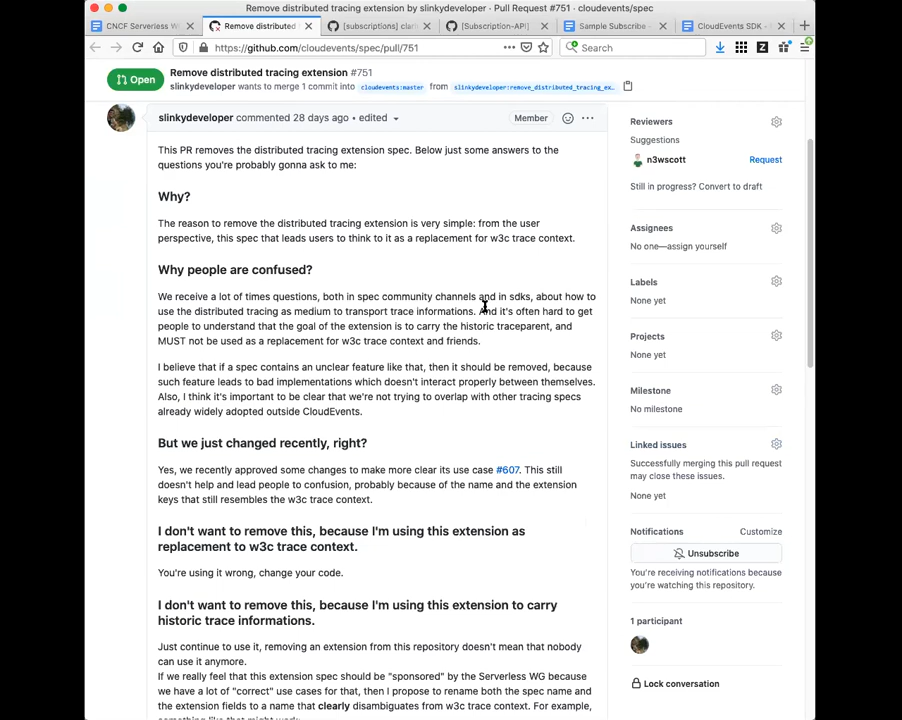 Remove distributed tracing extension by slinkydeveloper · Pull Request #751 · cloudevents/spec
CNCF Serverless W
Remove distributed
[subscriptions] clari
[Subscription-API]
Sample Subscribe -
CloudEvents SDK -
https://github.com/cloudevents/spec/pull/751
Search
Open
Remove distributed tracing extension #751
slinkydeveloper wants to merge 1 commit into cloudevents:master from slinkydeveloper:remove_distributed_tracing_ex…
slinkydeveloper commented 28 days ago • edited
Member
This PR removes the distributed tracing extension spec. Below just some answers to the
questions you're probably gonna ask to me:
Why?
The reason to remove the distributed tracing extension is very simple: from the user
perspective, this spec that leads users to think to it as a replacement for w3c trace context.
Why people are confused?
We receive a lot of times questions, both in spec community channels and in sdks, about how to
use the distributed tracing as medium to transport trace informations. And it's often hard to get
people to understand that the goal of the extension is to carry the historic traceparent, and
MUST not be used as a replacement for w3c trace context and friends.
I believe that if a spec contains an unclear feature like that, then it should be removed, because
such feature leads to bad implementations which doesn't interact properly between themselves.
Also, I think it's important to be clear that we're not trying to overlap with other tracing specs
already widely adopted outside CloudEvents.
But we just changed recently, right?
Yes, we recently approved some changes to make more clear its use case #607. This still
doesn't help and lead people to confusion, probably because of the name and the extension
keys that still resembles the w3c trace context.
I don't want to remove this, because I'm using this extension as
replacement to w3c trace context.
You're using it wrong, change your code.
I don't want to remove this, because I'm using this extension to carry
historic trace informations.
Just continue to use it, removing an extension from this repository doesn't mean that nobody
can use it anymore.
If we really feel that this extension spec should be "sponsored" by the Serverless WG because
we have a lot of "correct" use cases for that, then I propose to rename both the spec name and
the extension fields to a name that clearly disambiguates from w3c trace context. For example,
something like that might work:
Reviewers
Suggestions
n3wscott
Request
Still in progress? Convert to draft
Assignees
No one—assign yourself
Labels
None yet
Projects
None yet
Milestone
No milestone
Linked issues
Successfully merging this pull request
may close these issues.
None yet
Notifications
Customize
Unsubscribe
You're receiving notifications because
you're watching this repository.
1 participant
Lock conversation